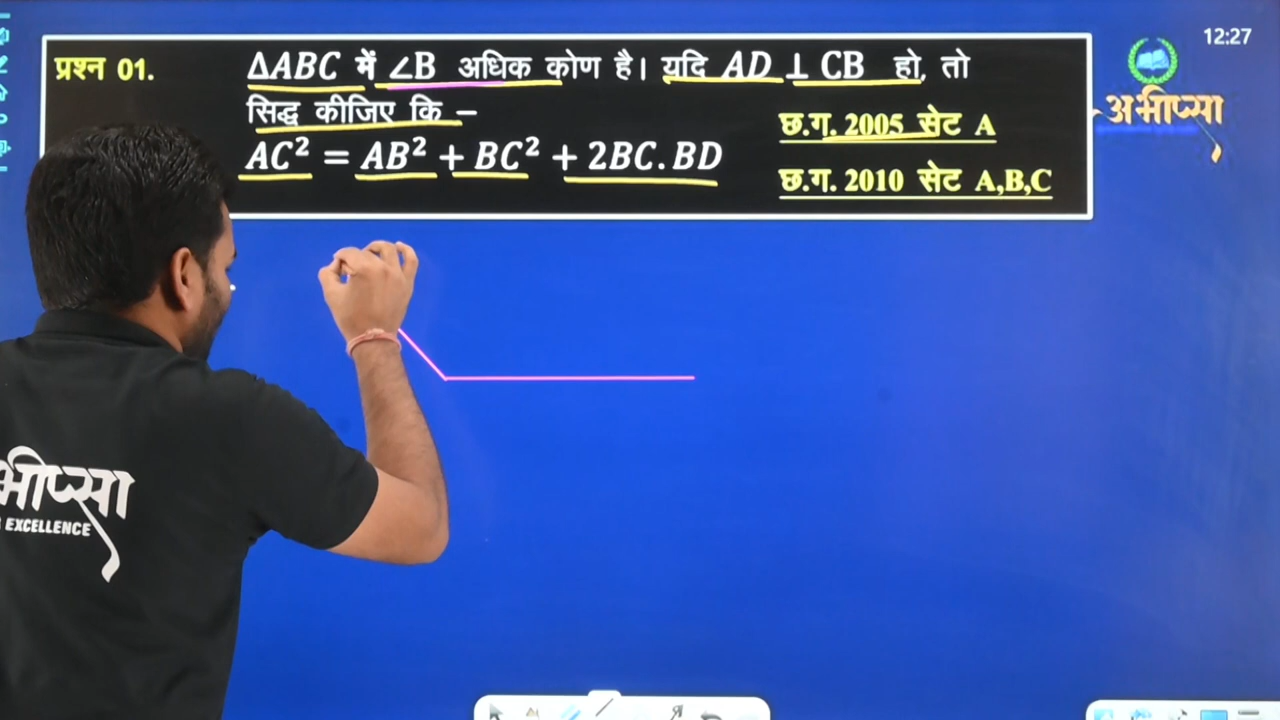 12:27
प्रश्न 01. ΔABC में ∠B अधिक कोण है। यदि AD ⊥ CB हो, तो
सिद्ध कीजिए कि –
AC² = AB² + BC² + 2BC.BD
छ.ग. 2005 सेट A
छ.ग. 2010 सेट A,B,C
अभीप्सा
भीप्सा
EXCELLENCE